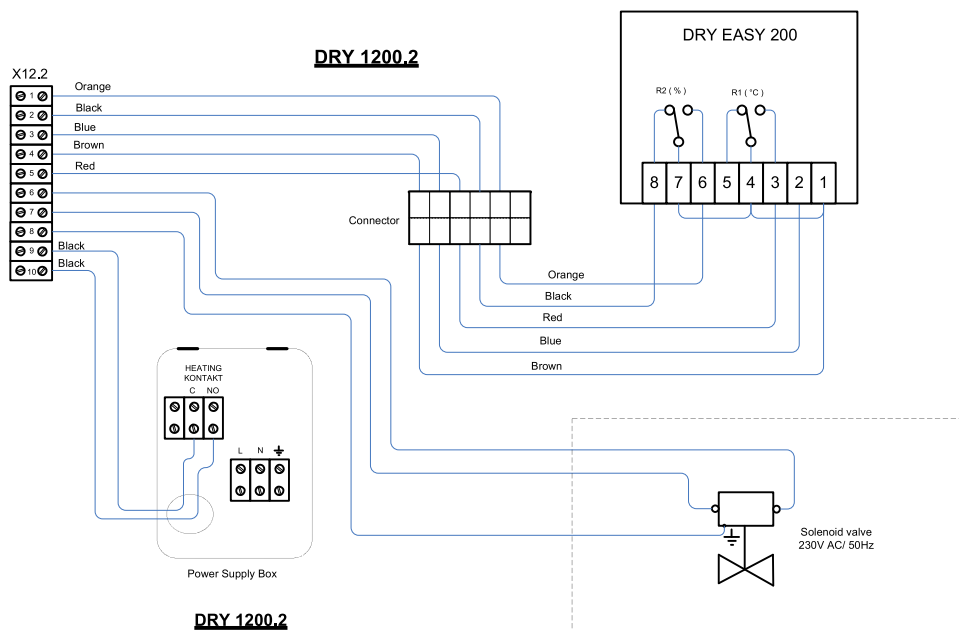 DRY 1200.2
DRY EASY 200
X12.2
R2 ( % )
R1 ( °C )
1
Orange
2
Black
3
Blue
4
Brown
5
Red
6
7
8
9
Black
10
Black
8 7 6 5 4 3 2 1
Connector
Orange
Black
Red
Blue
Brown
HEATING
KONTAKT
C NO
L N
Solenoid valve
230V AC/ 50Hz
Power Supply Box
DRY 1200.2